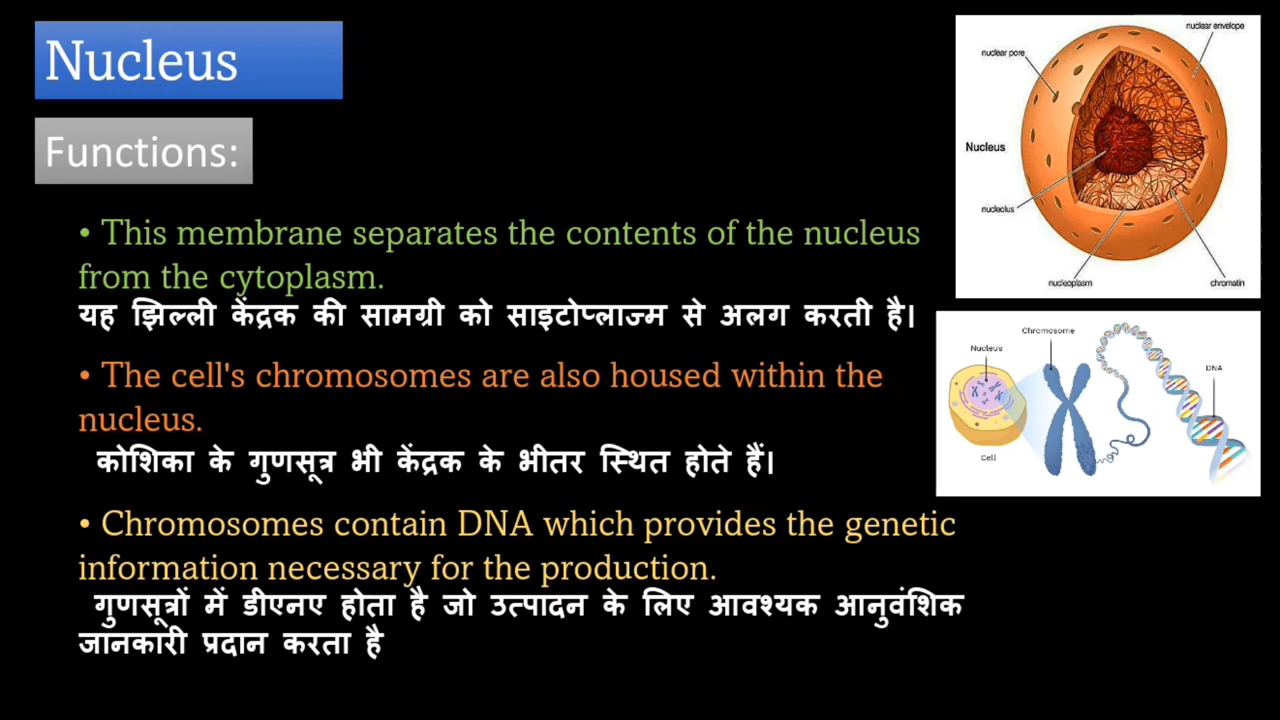 Nucleus
Functions:
• This membrane separates the contents of the nucleus
from the cytoplasm.
यह झिल्ली केंद्रक की सामग्री को साइटोप्लाज्म से अलग करती है।
• The cell's chromosomes are also housed within the
nucleus.
कोशिका के गुणसूत्र भी केंद्रक के भीतर स्थित होते हैं।
• Chromosomes contain DNA which provides the genetic
information necessary for the production.
गुणसूत्रों में डीएनए होता है जो उत्पादन के लिए आवश्यक आनुवंशिक
जानकारी प्रदान करता है
nuclear envelope
nuclear pore
Nucleus
nucleolus
nucleoplasm
chromatin
Chromosome
Nucleus
DNA
Cell